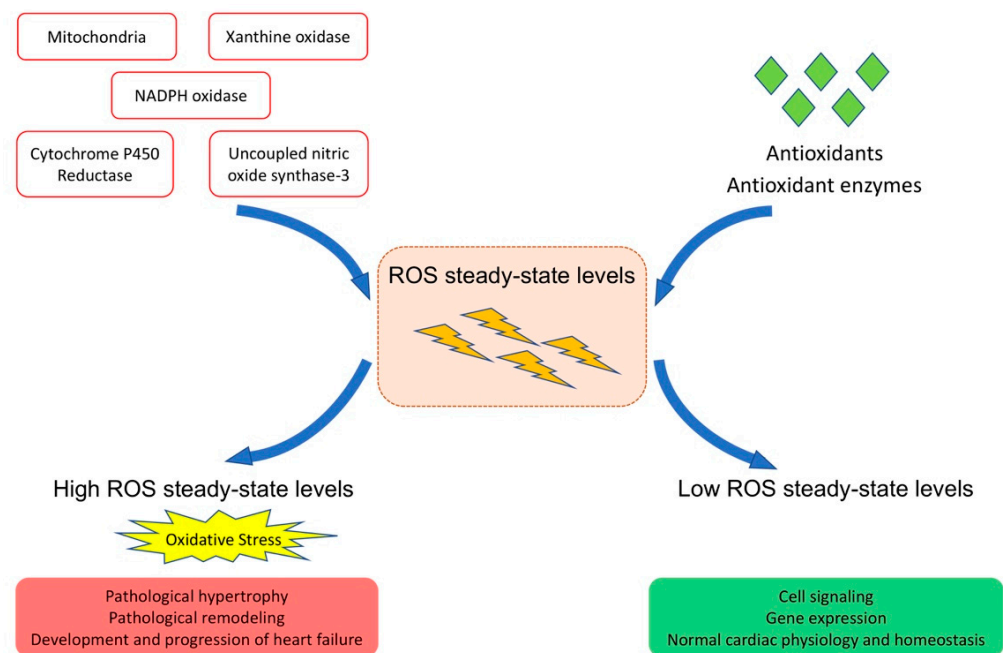 Mitochondria
Xanthine oxidase
NADPH oxidase
Cytochrome P450
Reductase
Uncoupled nitric
oxide synthase-3
Antioxidants
Antioxidant enzymes
ROS steady-state levels
High ROS steady-state levels
Oxidative Stress
Pathological hypertrophy
Pathological remodeling
Development and progression of heart failure
Low ROS steady-state levels
Cell signaling
Gene expression
Normal cardiac physiology and homeostasis